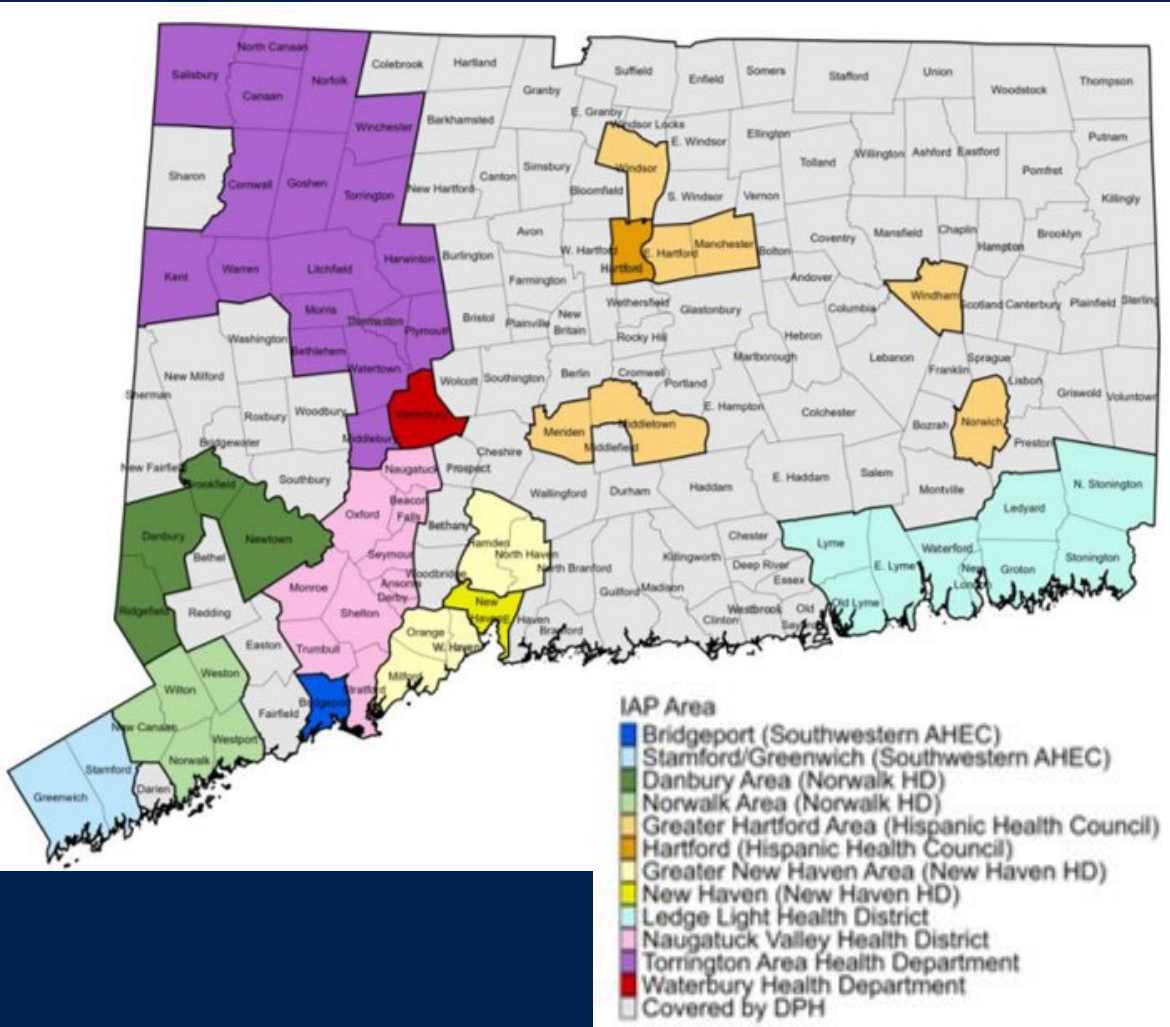 North Canaan
Salisbury
Canaan
Norfolk
Colebrook
Hartland
Granby
Suffield
Enfield
Somers
Stafford
Union
Woodstock
Thompson
Winchester
Barkhamsted
E. Granby
Windsor Locks
E. Windsor
Ellington
Tolland
Willington
Ashford
Eastford
Putnam
Pomfret
Killingly
Sharon
Cornwall
Goshen
Torrington
New Hartford
Canton
Simsbury
Bloomfield
Windsor
S. Windsor
Vernon
Kent
Warren
Litchfield
Harwinton
Burlington
Avon
W. Hartford
Hartford
E. Hartford
Manchester
Bolton
Coventry
Mansfield
Chaplin
Hampton
Brooklyn
Andover
Farmington
Morris
Thomaston
Plymouth
Bristol
Plainville
New
Britain
Wethersfield
Rocky Hill
Glastonbury
Hebron
Columbia
Windham
Scotland
Canterbury
Plainfield
Sterling
Washington
Bethlehem
Watertown
New Milford
Sherman
Roxbury
Woodbury
Waterbury
Wolcott
Southington
Berlin
Cromwell
Portland
Marlborough
E. Hampton
Lebanon
Colchester
Franklin
Sprague
Lisbon
Bozrah
Norwich
Preston
Griswold
Voluntown
Bridgewater
Middlebury
Meriden
Middletown
Middlefield
New Fairfield
Brookfield
Southbury
Naugatuck
Prospect
Cheshire
Wallingford
Durham
Haddam
E. Haddam
Salem
Montville
N. Stonington
Ledyard
Danbury
Bethel
Newtown
Oxford
Beacon
Falls
Bethany
Hamden
North Haven
North Branford
Seymour
Woodbridge
Ansonia
Derby
Monroe
Shelton
Killingworth
Chester
Deep River
Essex
Lyme
E. Lyme
Waterford
New
London
Groton
Stonington
Old Lyme
Ridgefield
Redding
New
Haven
E. Haven
Branford
Guilford
Madison
Clinton
Westbrook
Old
Saybrook
Easton
Trumbull
Orange
W. Haven
Milford
Weston
Wilton
Bridgeport
Stratford
Fairfield
New Canaan
Westport
Norwalk
Stamford
Darien
Greenwich
IAP Area
Bridgeport (Southwestern AHEC)
Stamford/Greenwich (Southwestern AHEC)
Danbury Area (Norwalk HD)
Norwalk Area (Norwalk HD)
Greater Hartford Area (Hispanic Health Council)
Hartford (Hispanic Health Council)
Greater New Haven Area (New Haven HD)
New Haven (New Haven HD)
Ledge Light Health District
Naugatuck Valley Health District
Torrington Area Health Department
Waterbury Health Department
Covered by DPH